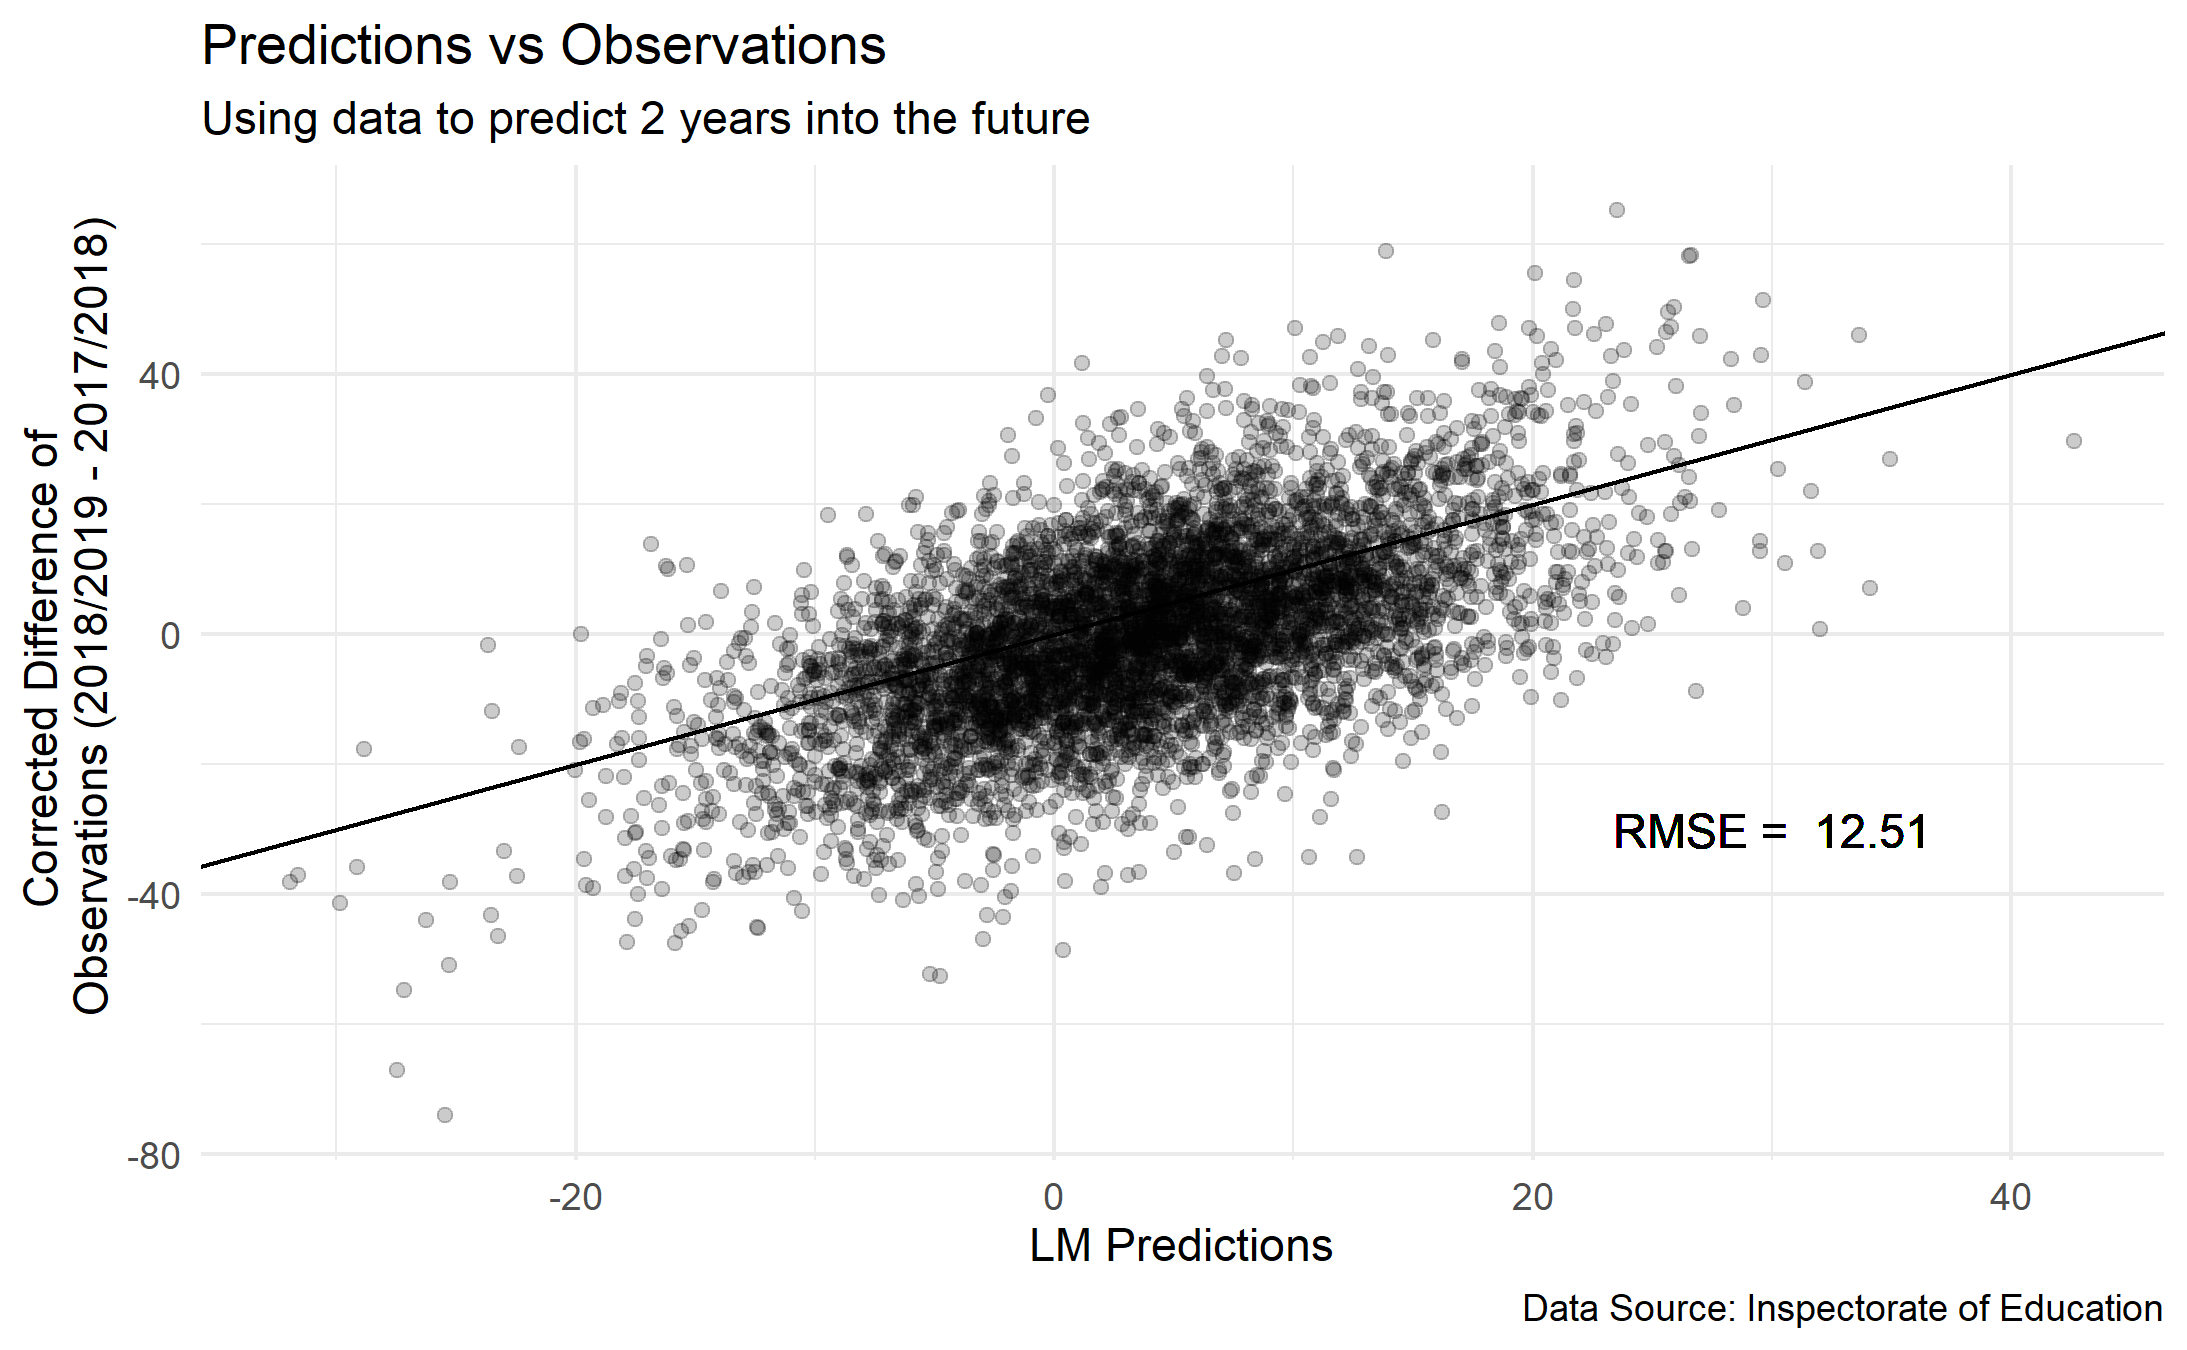 Predictions vs Observations
Using data to predict 2 years into the future
Corrected Difference of
Observations (2018/2019 - 2017/2018)
40
0
-40
-80
RMSE =  12.51
-20
0
20
40
LM Predictions
Data Source: Inspectorate of Education